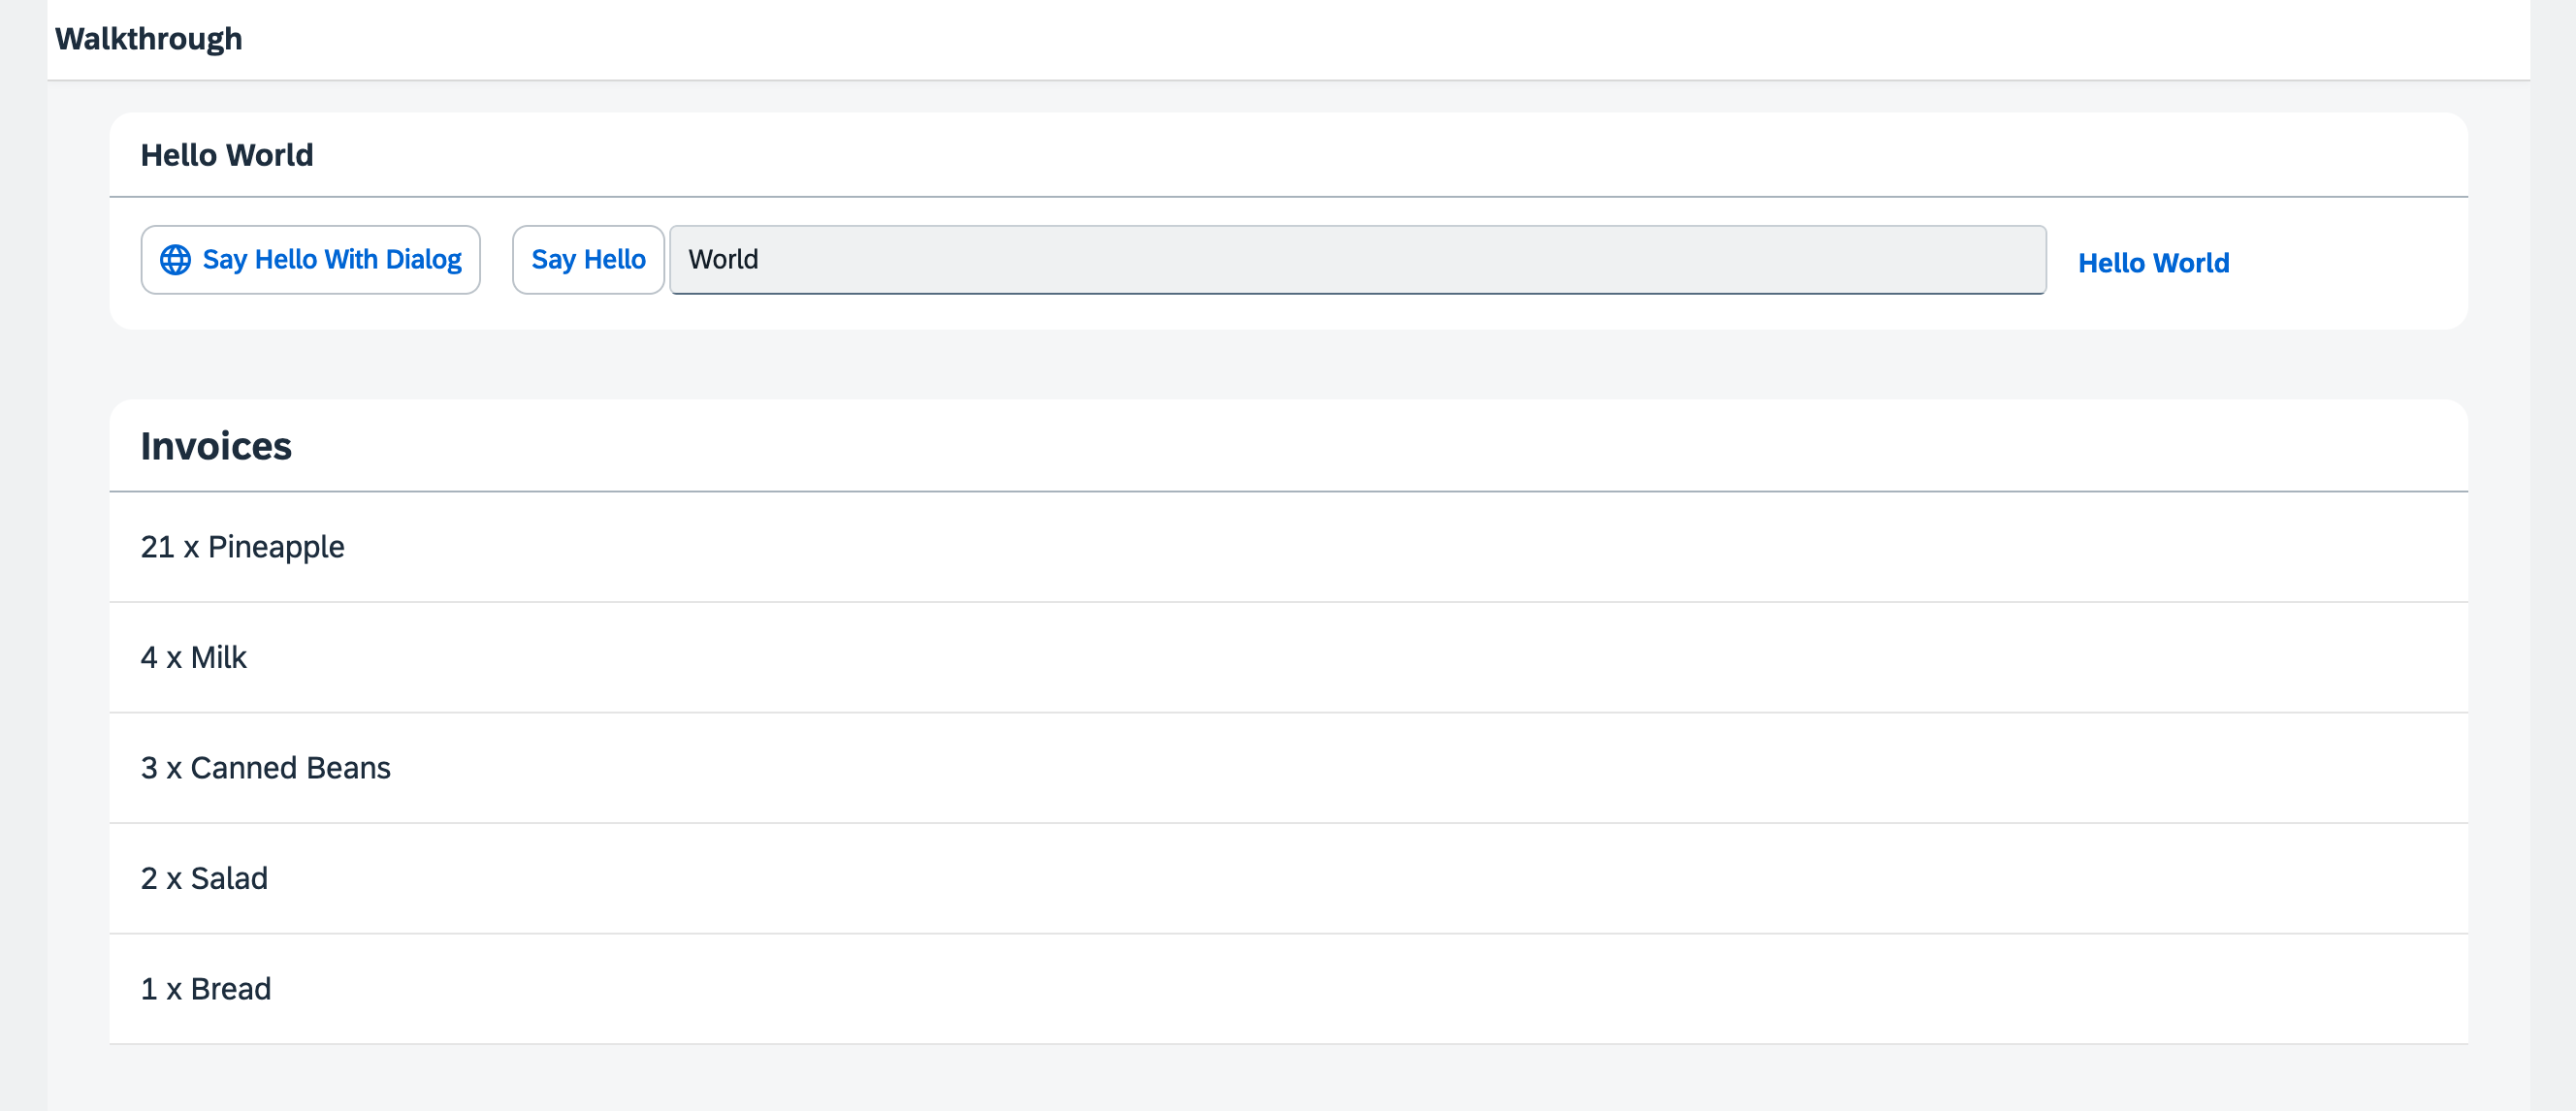 Walkthrough
Hello World
Say Hello With Dialog Say Hello World Hello World
Invoices
21 x Pineapple
4 x Milk
3 x Canned Beans
2 x Salad
1 x Bread